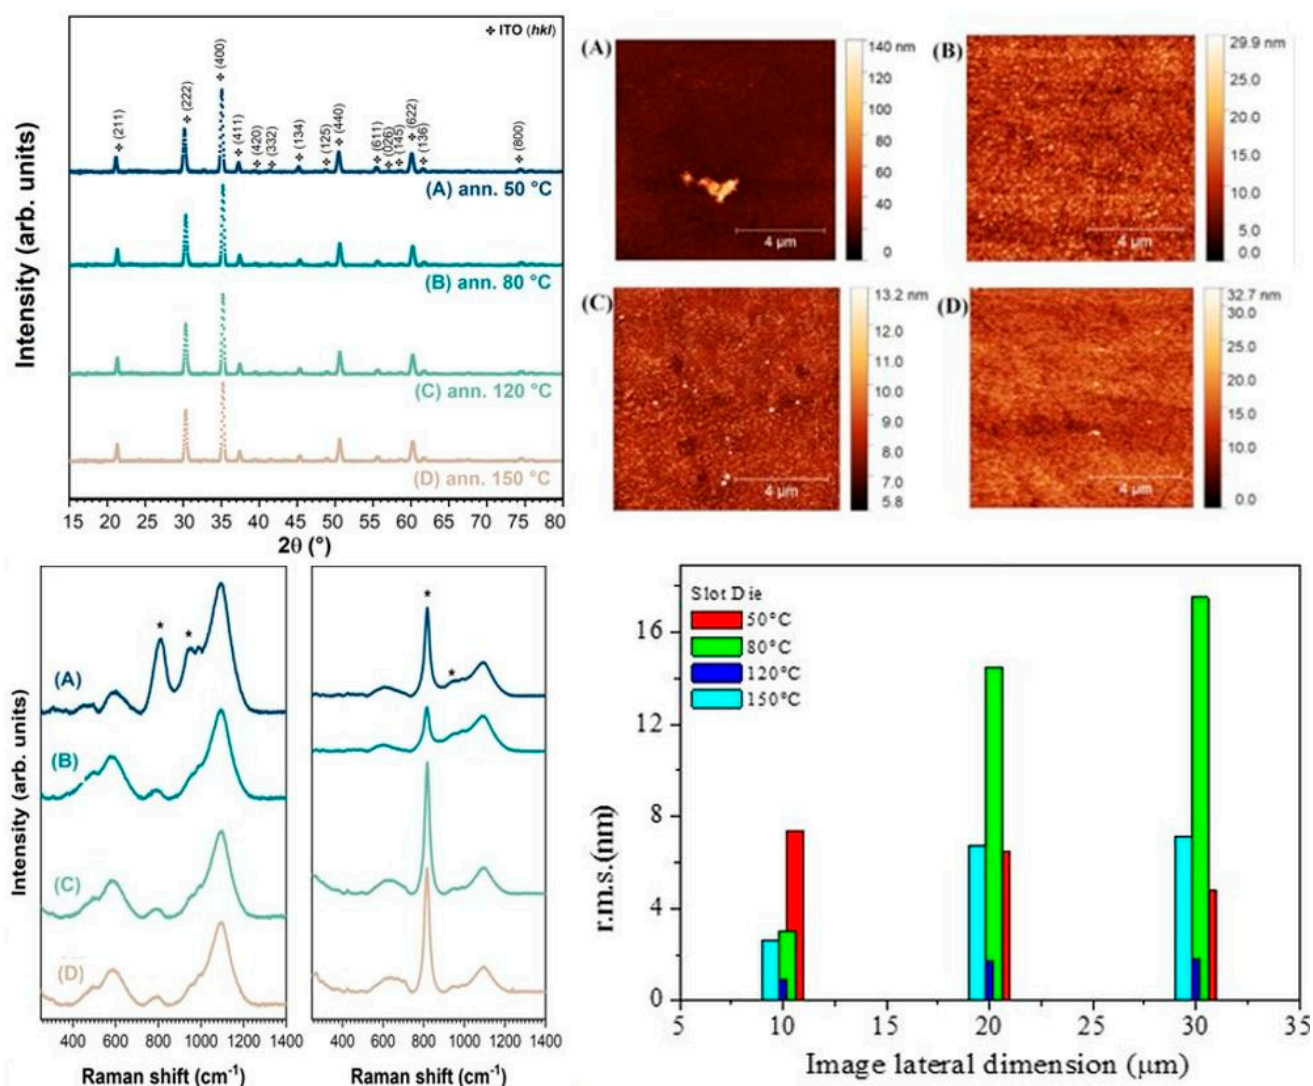 ✣ ITO (hkl)
✣ (211)
✣ (222)
✣ (400)
✣ (411)
✣ (420)
✣ (332)
✣ (134)
✣ (125)
✣ (440)
✣ (611)
✣ (026)
✣ (145)
✣ (622)
✣ (136)
✣ (800)
(A) ann. 50 °C
(B) ann. 80 °C
(C) ann. 120 °C
(D) ann. 150 °C
Intensity (arb. units)
15 20 25 30 35 40 45 50 55 60 65 70 75 80
2θ (°)
(A)
4 µm
140 nm
120
100
80
60
40
0
(B)
4 µm
29.9 nm
25.0
20.0
15.0
10.0
5.0
0.0
(C)
4 µm
13.2 nm
12.0
11.0
10.0
9.0
8.0
7.0
5.8
(D)
4 µm
32.7 nm
30.0
25.0
20.0
15.0
10.0
0.0
Intensity (arb. units)
* *
(A)
(B)
(C)
(D)
400 600 800 1000 1200 1400
Raman shift (cm⁻¹)
* *
400 600 800 1000 1200 1400
Raman shift (cm⁻¹)
Slot Die
50°C
80°C
120°C
150°C
r.m.s.(nm)
16
12
8
4
0
5 10 15 20 25 30 35
Image lateral dimension (µm)